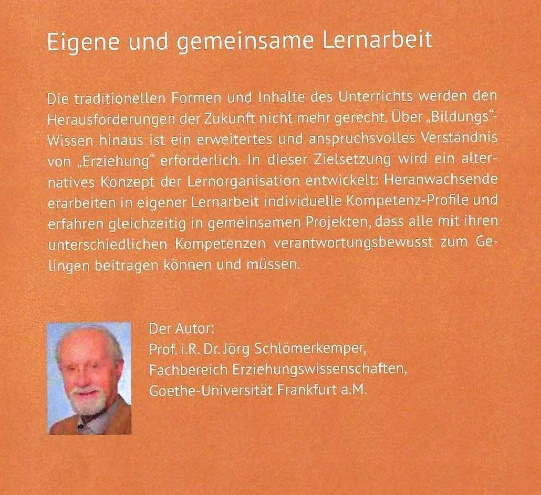 Eigene und gemeinsame Lernarbeit
Die traditionellen Formen und Inhalte des Unterrichts werden den
Herausforderungen der Zukunft nicht mehr gerecht. Über „Bildungs“-
Wissen hinaus ist ein erweitertes und anspruchsvolles Verständnis
von „Erziehung“ erforderlich. In dieser Zielsetzung wird ein alter-
natives Konzept der Lernorganisation entwickelt: Heranwachsende
erarbeiten in eigener Lernarbeit individuelle Kompetenz-Profile und
erfahren gleichzeitig in gemeinsamen Projekten, dass alle mit ihren
unterschiedlichen Kompetenzen verantwortungsbewusst zum Ge-
lingen beitragen können und müssen.
Der Autor:
Prof. i.R. Dr. Jörg Schlömerkemper,
Fachbereich Erziehungswissenschaften,
Goethe-Universität Frankfurt a.M.